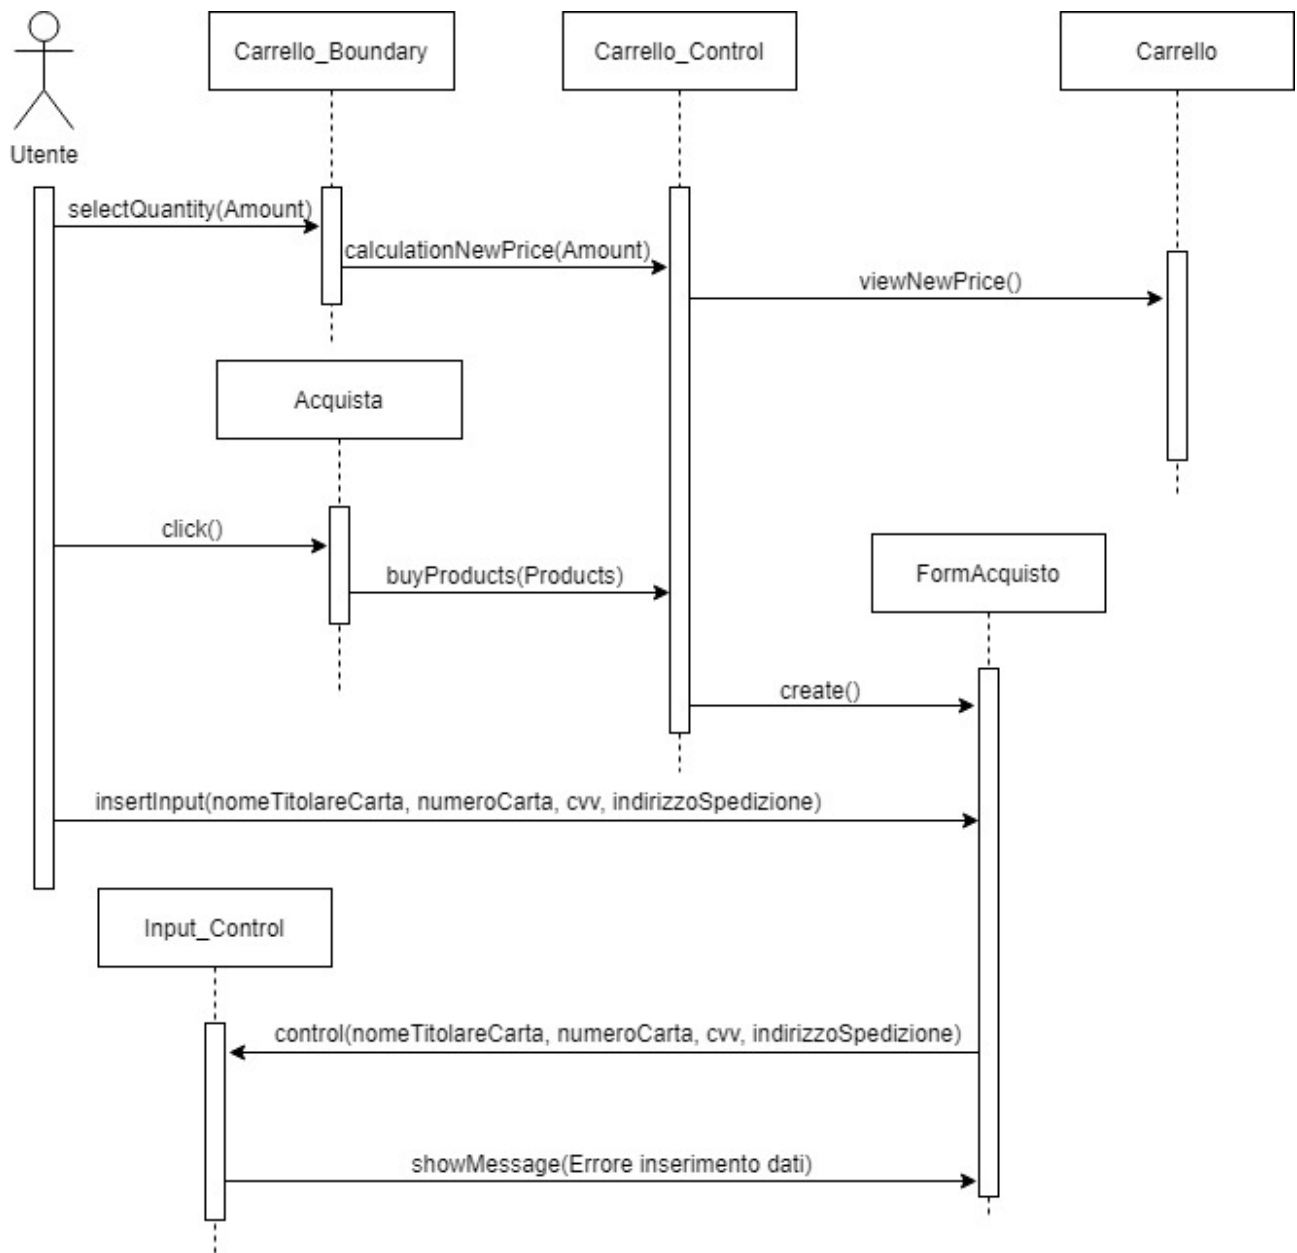 Carrello_Boundary
Carrello_Control
Carrello
Utente
selectQuantity(Amount)
calculationNewPrice(Amount)
viewNewPrice()
Acquista
click()
FormAcquisto
buyProducts(Products)
create()
insertInput(nomeTitolareCarta, numeroCarta, cvv, indirizzoSpedizione)
Input_Control
control(nomeTitolareCarta, numeroCarta, cvv, indirizzoSpedizione)
showMessage(Errore inserimento dati)